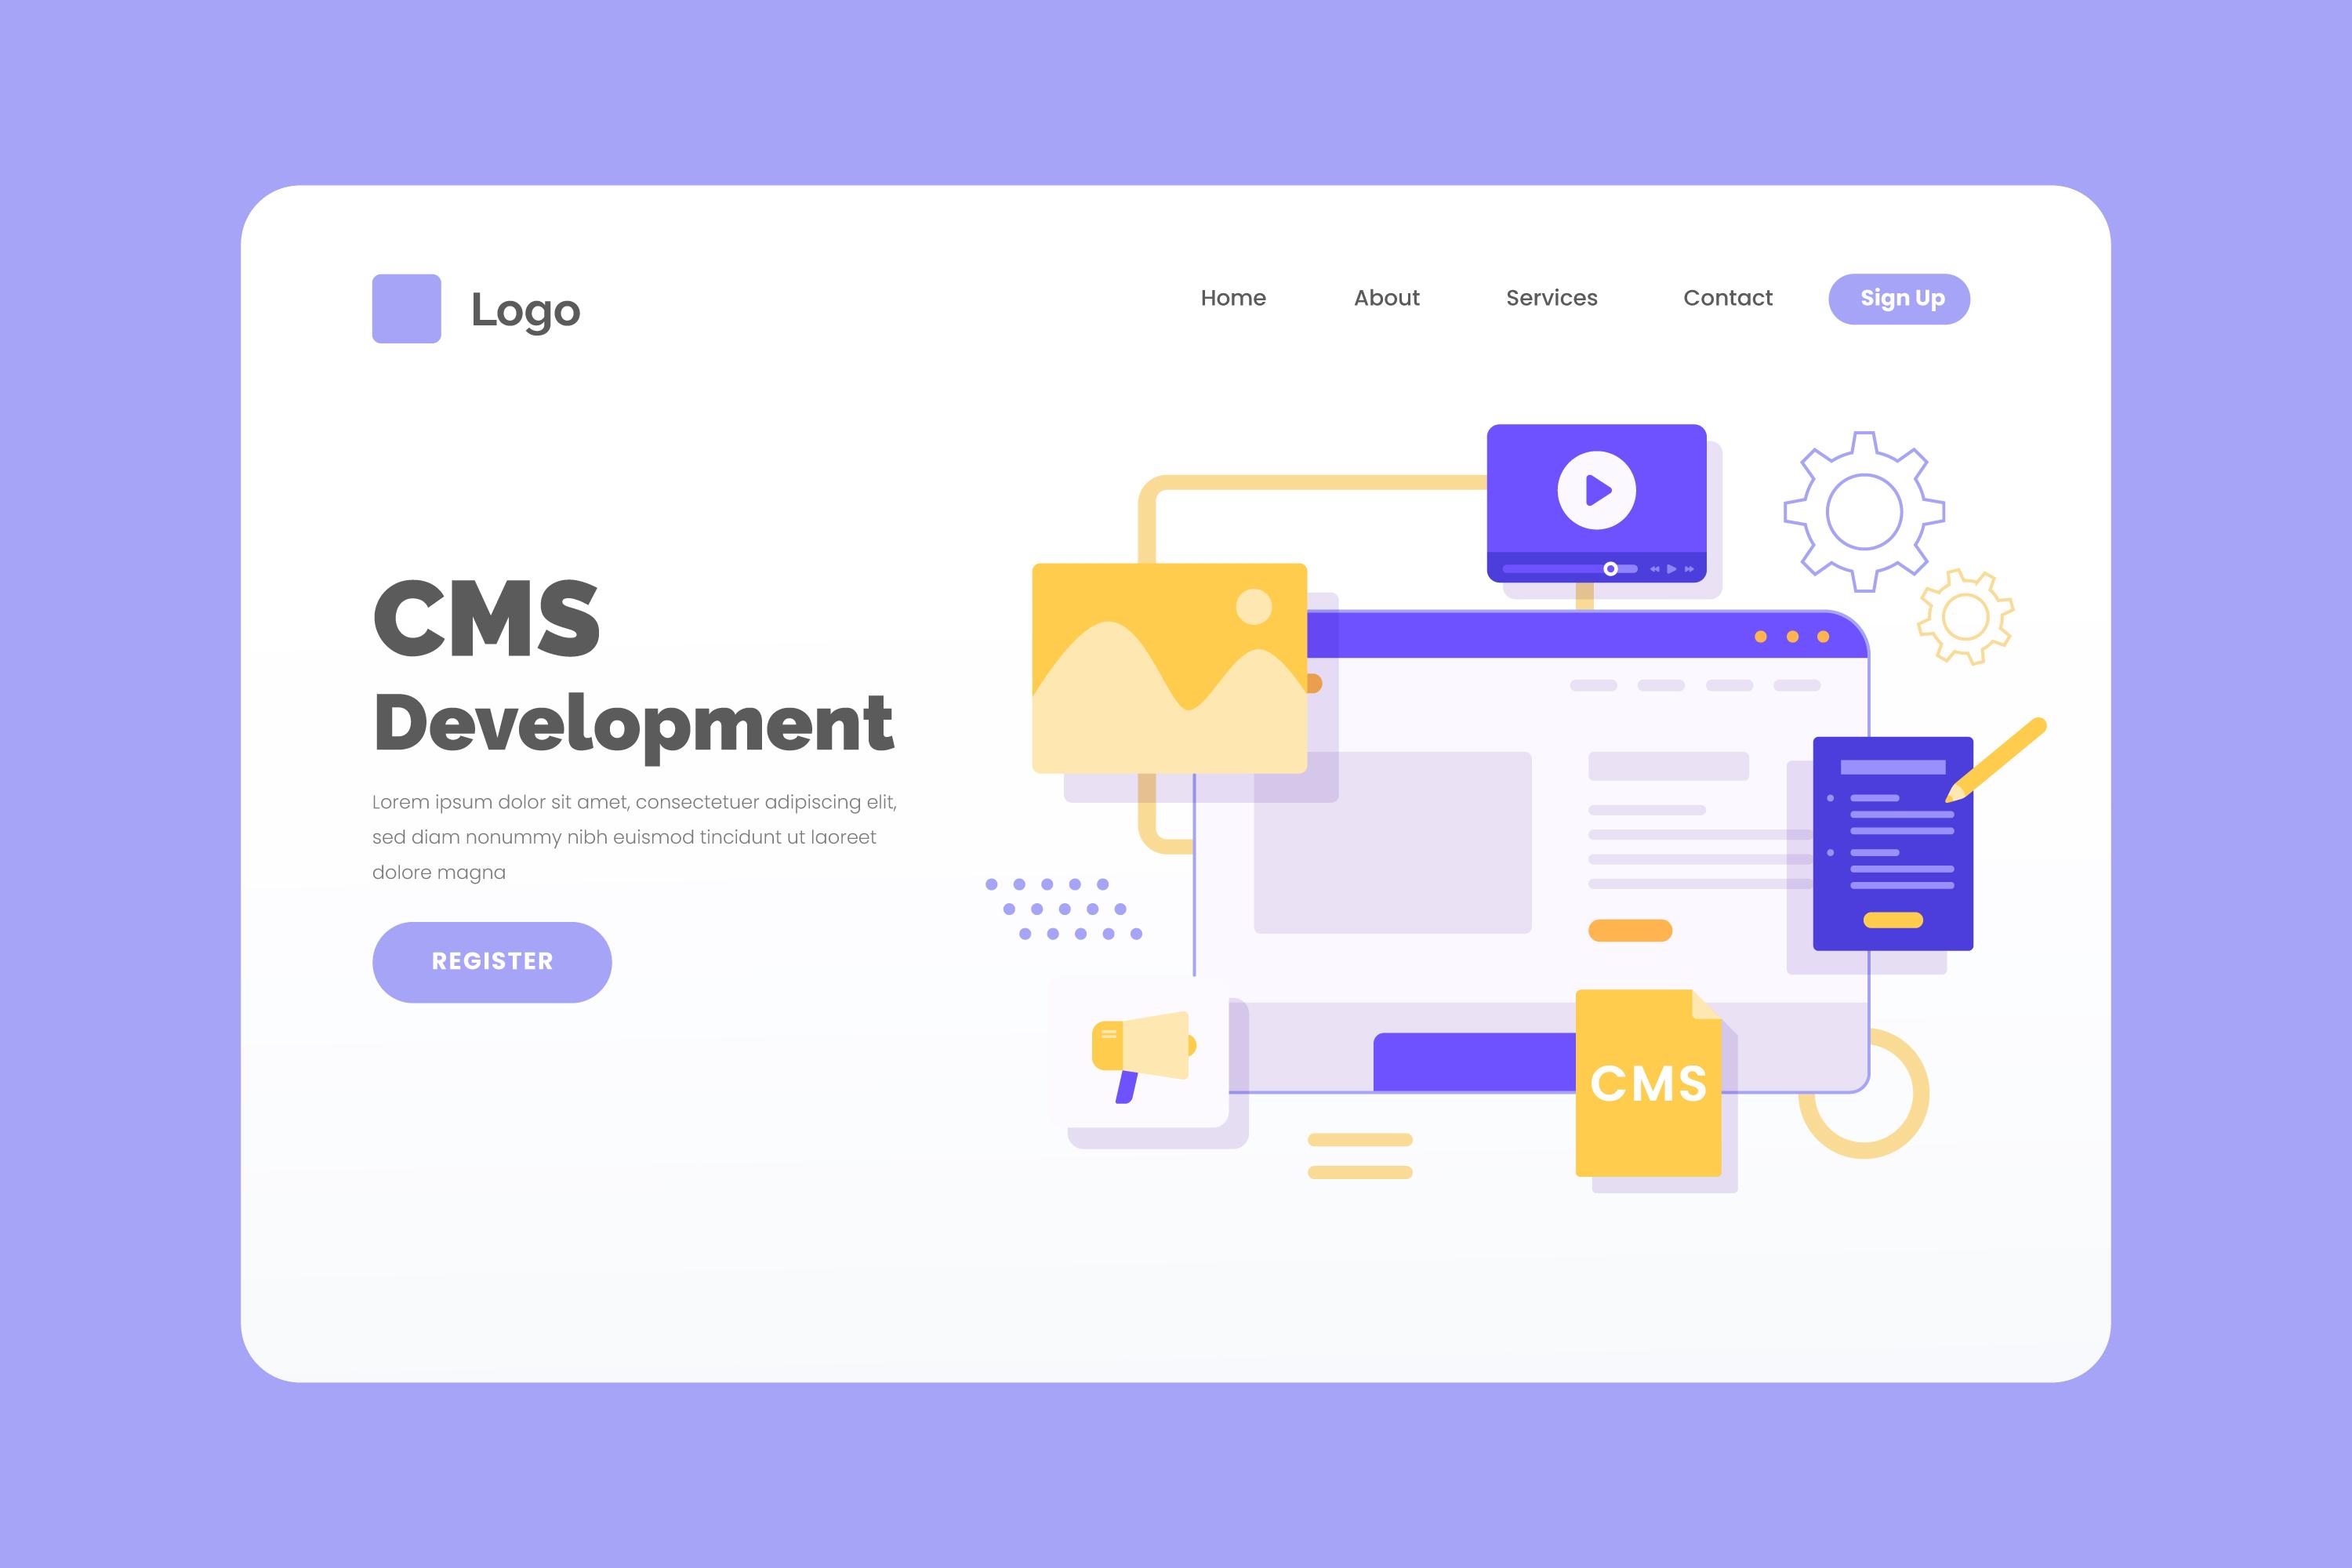 Logo
Home About Services Contact Sign Up
CMS
Development
Lorem ipsum dolor sit amet, consectetuer adipiscing elit,
sed diam nonummy nibh euismod tincidunt ut laoreet
dolore magna
REGISTER
CMS